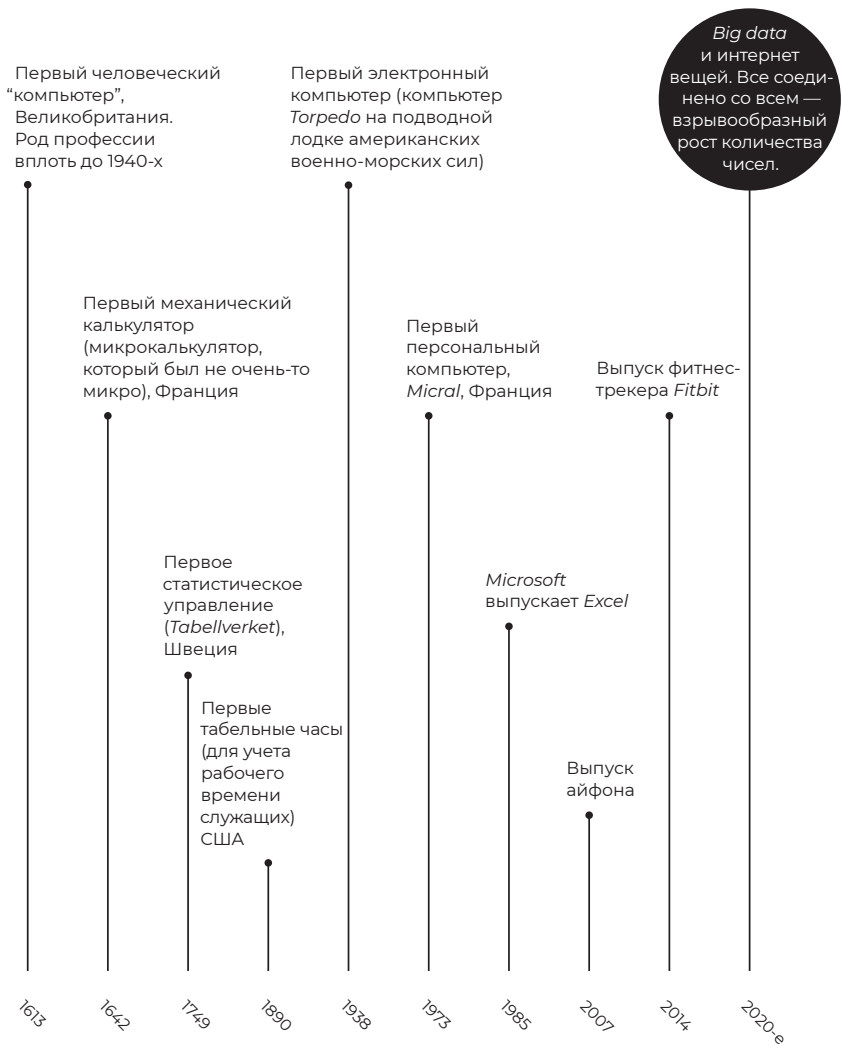 Первый человеческий
“компьютер”,
Великобритания.
Род профессии
вплоть до 1940-х
Первый электронный
компьютер (компьютер
Torpedo на подводной
лодке американских
военно-морских сил)
Big data
и интернет
вещей. Все соеди-
нено со всем —
взрывообразный
рост количества
чисел.
Первый механический
калькулятор
(микрокалькулятор,
который был не очень-то
микро), Франция
Первый
персональный
компьютер,
Micral, Франция
Выпуск фитнес-
трекера Fitbit
Первое
статистическое
управление
(Tabellverket),
Швеция
Microsoft
выпускает Excel
Первые
табельные часы
(для учета
рабочего
времени
служащих)
США
Выпуск
айфона
1613
1642
1749
1890
1938
1973
1985
2007
2014
2020-е